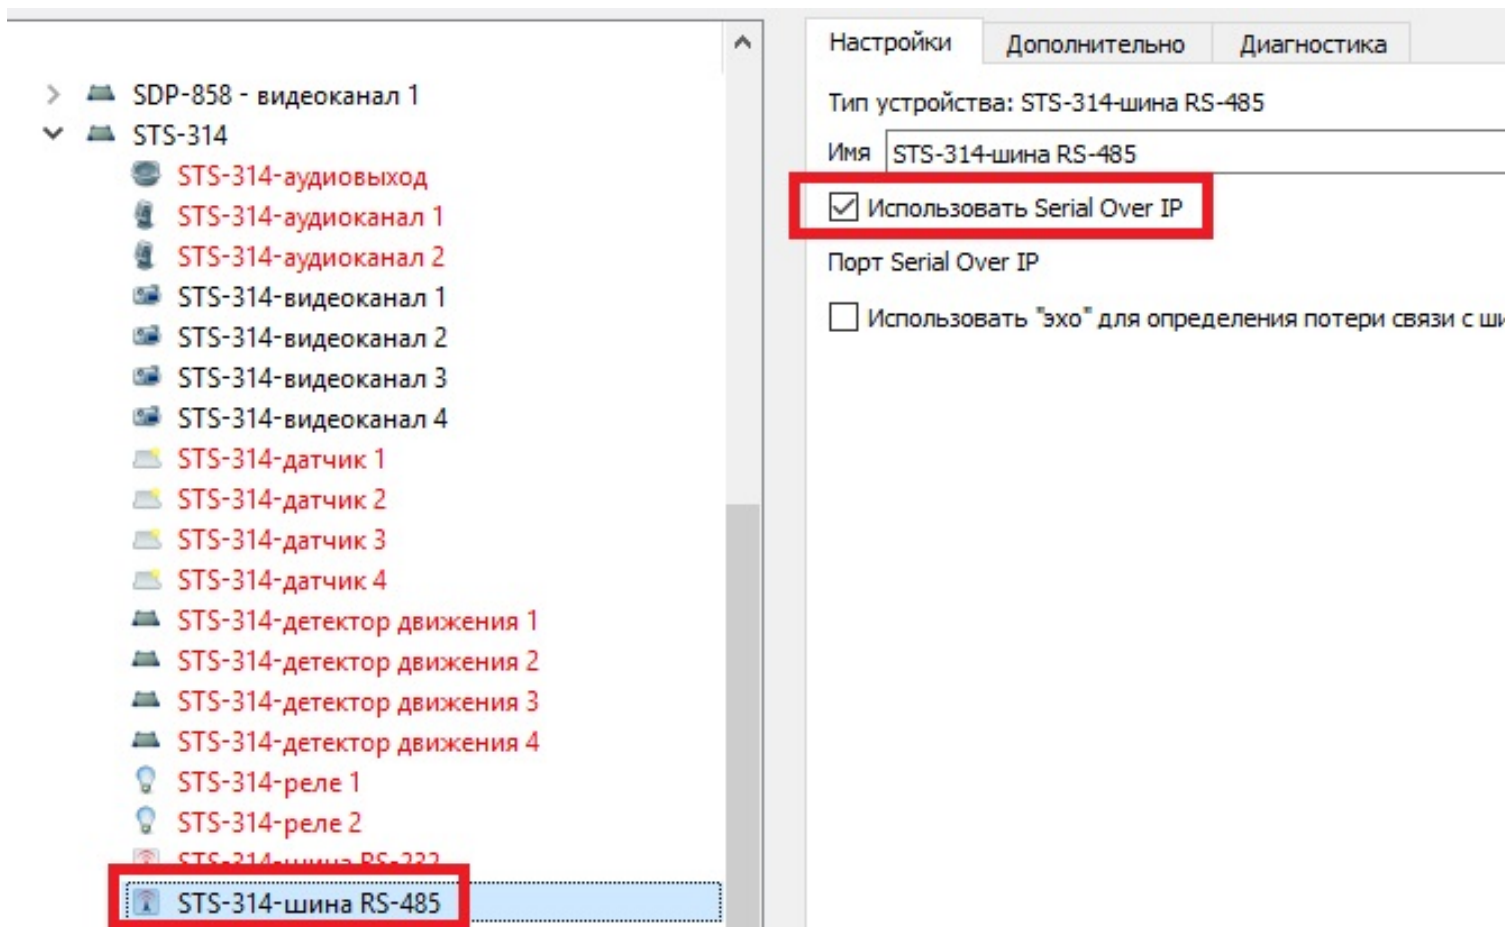 SDP-858 - видеоканал 1
STS-314
STS-314-аудиовыход
STS-314-аудиоканал 1
STS-314-аудиоканал 2
STS-314-видеоканал 1
STS-314-видеоканал 2
STS-314-видеоканал 3
STS-314-видеоканал 4
STS-314-датчик 1
STS-314-датчик 2
STS-314-датчик 3
STS-314-датчик 4
STS-314-детектор движения 1
STS-314-детектор движения 2
STS-314-детектор движения 3
STS-314-детектор движения 4
STS-314-реле 1
STS-314-реле 2
STS-314-шина RS-232
STS-314-шина RS-485
Настройки Дополнительно Диагностика
Тип устройства: STS-314-шина RS-485
Имя STS-314-шина RS-485
Использовать Serial Over IP
Порт Serial Over IP
Использовать "эхо" для определения потери связи с